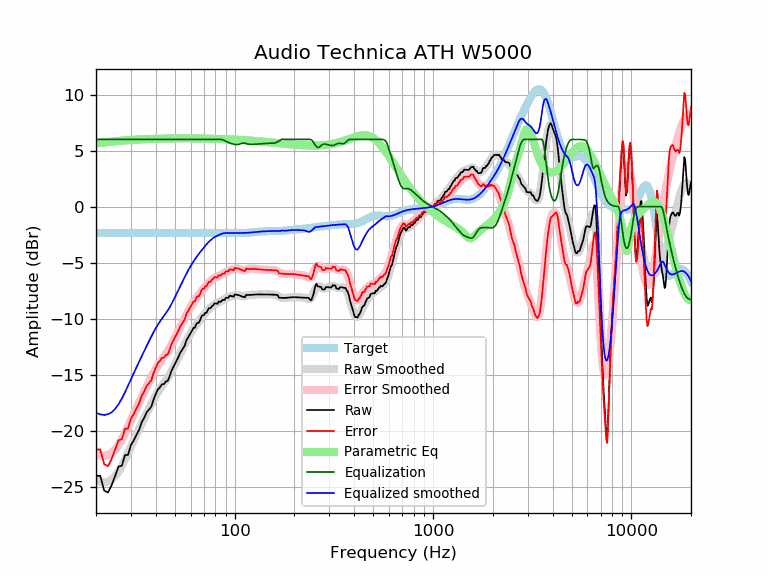 Audio Technica ATH W5000
10
5
0
−5
−10
−15
−20
−25
Amplitude (dBr)
Target
Raw Smoothed
Error Smoothed
Raw
Error
Parametric Eq
Equalization
Equalized smoothed
100
1000
10000
Frequency (Hz)